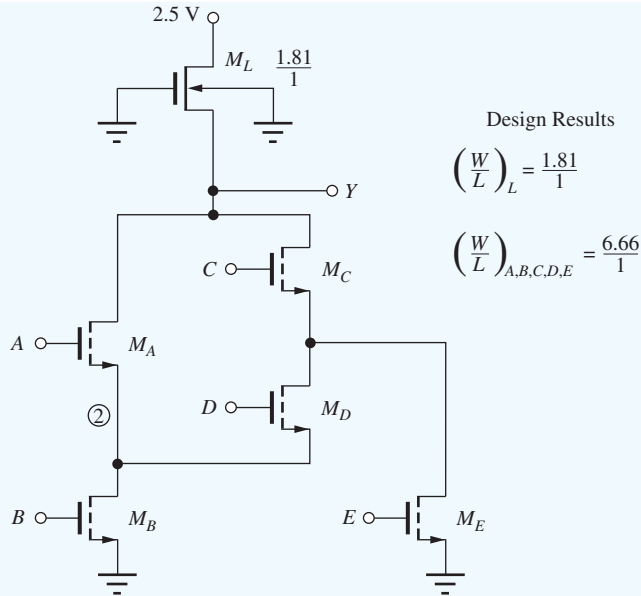 2.5 V
M_L
1.81
1
Design Results
(W/L)_L = 1.81/1
Y
(W/L)_{A,B,C,D,E} = 6.66/1
C
M_C
A
M_A
D
M_D
②
B
M_B
E
M_E